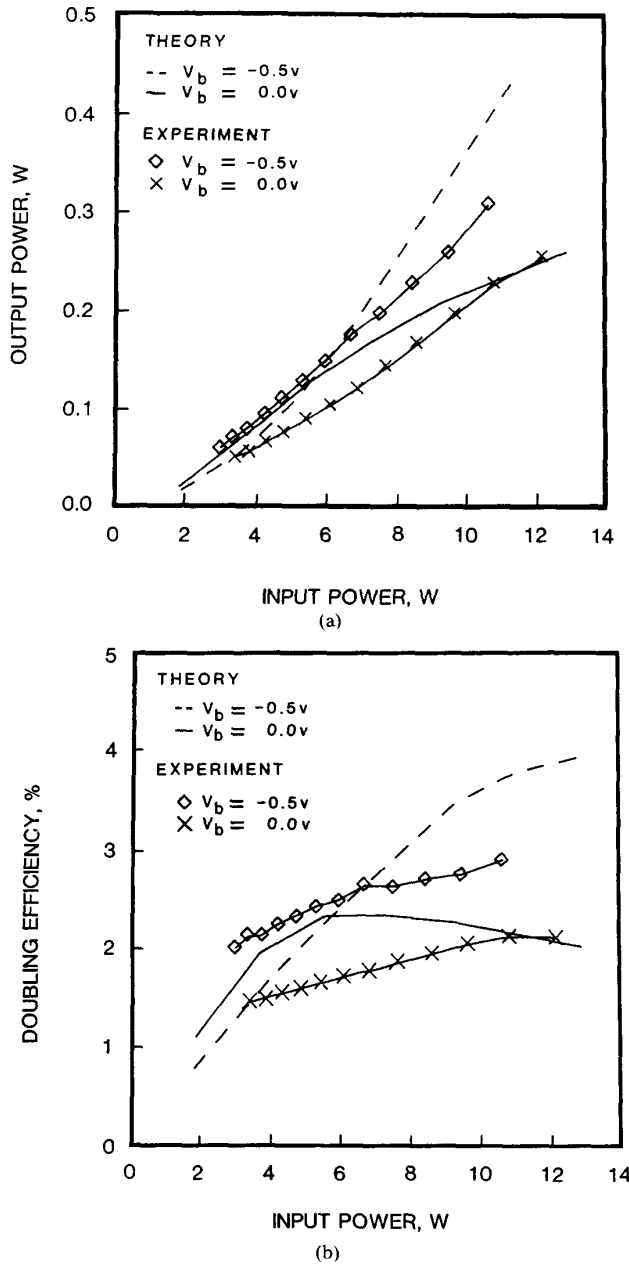 0.5
THEORY
-- V_b = -0.5v
— V_b = 0.0v
0.4
EXPERIMENT
◇ V_b = -0.5v
× V_b = 0.0v
0.3
OUTPUT POWER, W
0.2
0.1
0.0
0 2 4 6 8 10 12 14
INPUT POWER, W
(a)
5
THEORY
-- V_b = -0.5v
— V_b = 0.0v
4
EXPERIMENT
◇ V_b = -0.5v
× V_b = 0.0v
3
DOUBLING EFFICIENCY, %
2
1
0
0 2 4 6 8 10 12 14
INPUT POWER, W
(b)